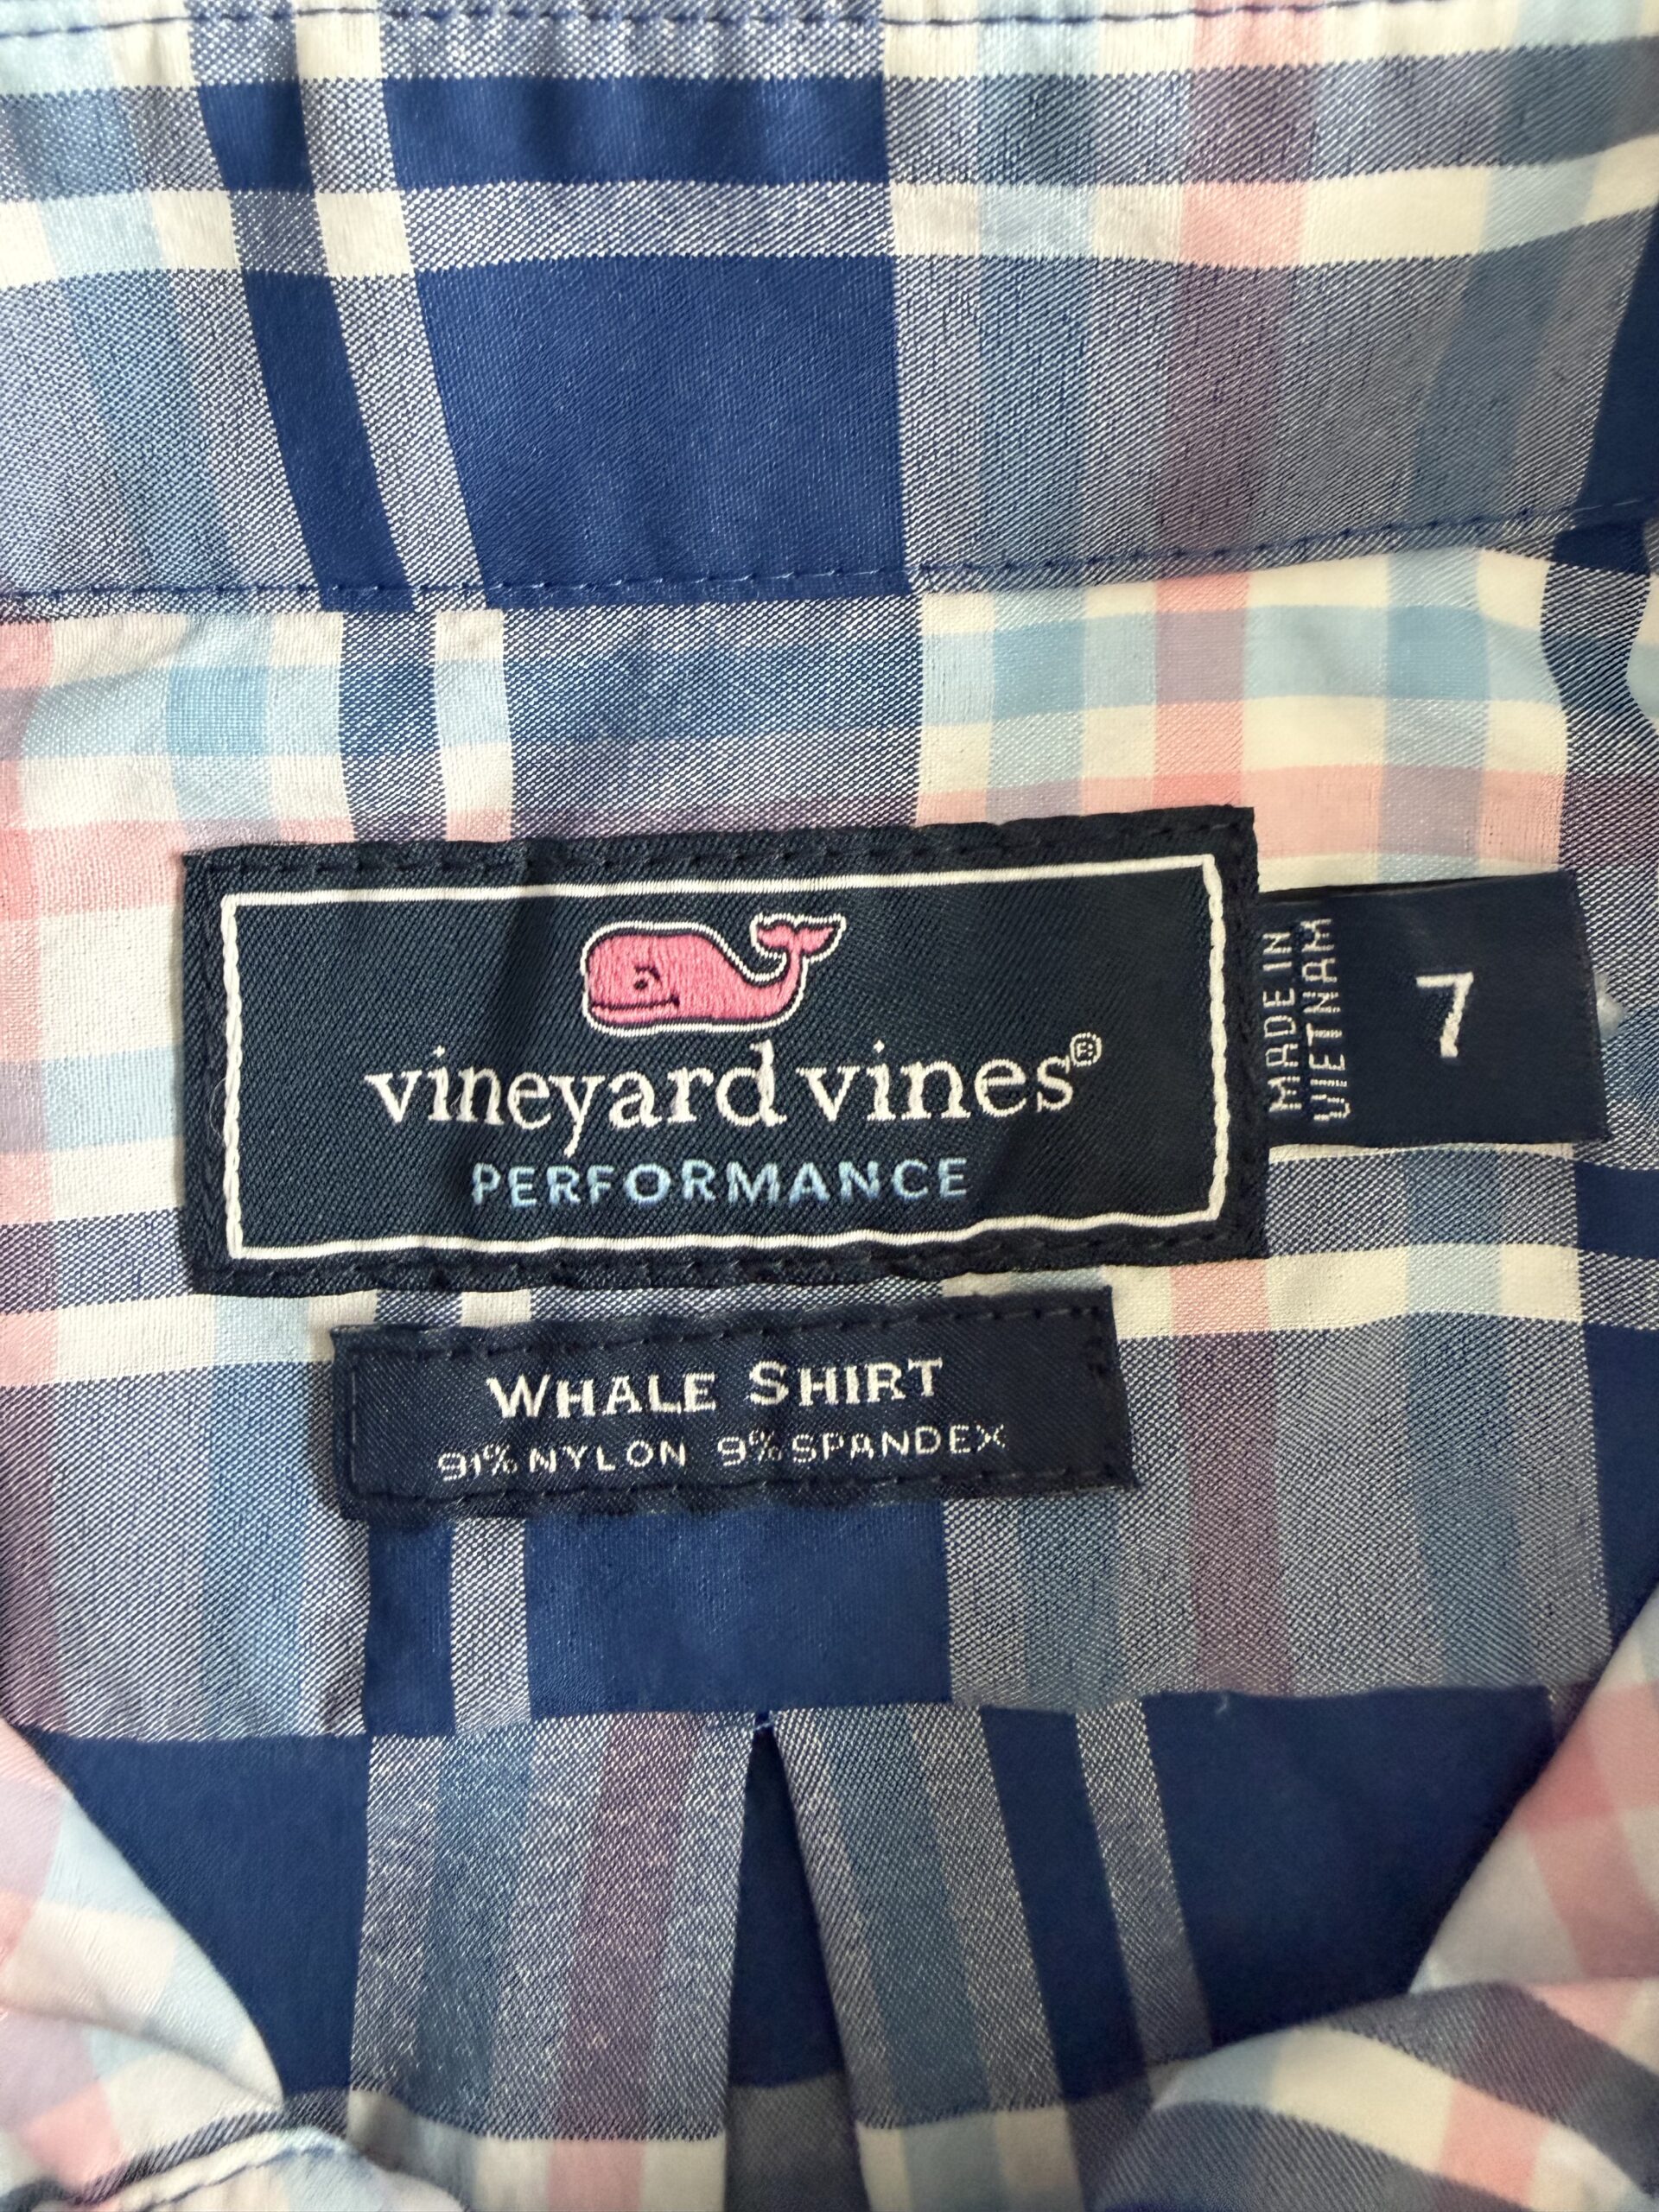 vineyard vines®
PERFORMANCE
MADE IN
VIETNAM
7
WHALE SHIRT
91% NYLON 9% SPANDEX